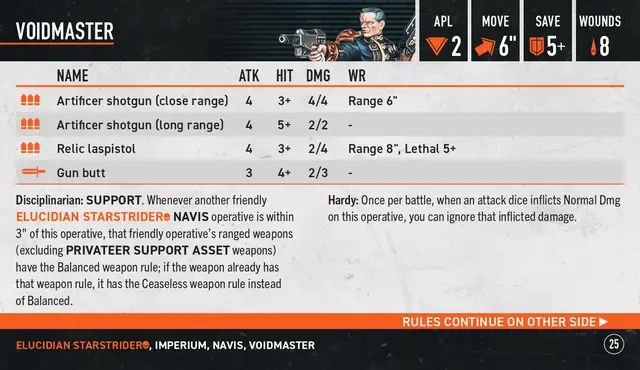 VOIDMASTER
APL
2
MOVE
6"
SAVE
5+
WOUNDS
8
NAME ATK HIT DMG WR
Artificer shotgun (close range) 4 3+ 4/4 Range 6"
Artificer shotgun (long range) 4 5+ 2/2 -
Relic laspistol 4 3+ 2/4 Range 8", Lethal 5+
Gun butt 3 4+ 2/3 -
Disciplinarian: SUPPORT. Whenever another friendly
ELUCIDIAN STARSTRIDER NAVIS operative is within
3" of this operative, that friendly operative's ranged weapons
(excluding PRIVATEER SUPPORT ASSET weapons)
have the Balanced weapon rule; if the weapon already has
that weapon rule, it has the Ceaseless weapon rule instead
of Balanced.
Hardy: Once per battle, when an attack dice inflicts Normal Dmg
on this operative, you can ignore that inflicted damage.
RULES CONTINUE ON OTHER SIDE ▶
ELUCIDIAN STARSTRIDER, IMPERIUM, NAVIS, VOIDMASTER
25